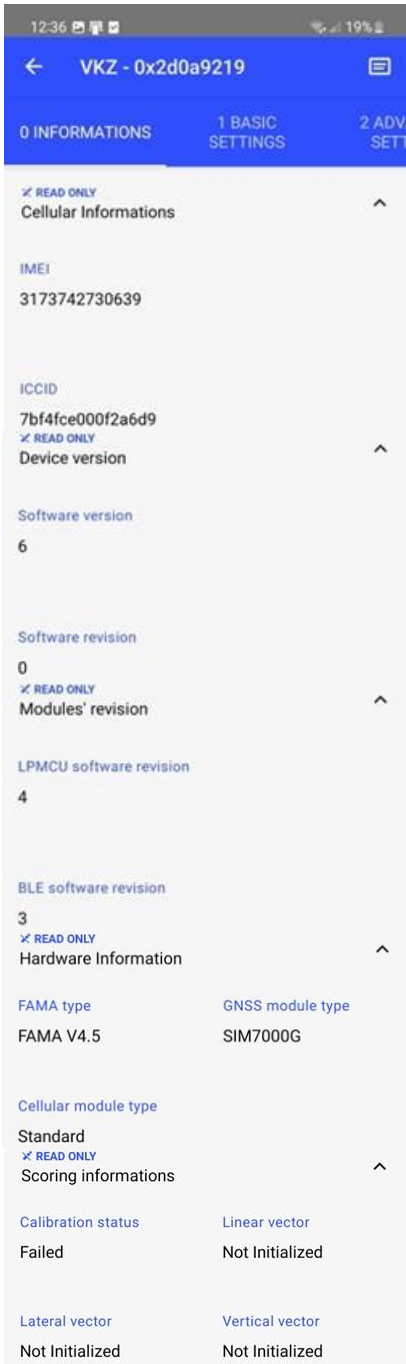 12:36 19%
VKZ - 0x2d0a9219
0 INFORMATIONS
1 BASIC
SETTINGS
2 ADV
SETT
READ ONLY
Cellular Informations
IMEI
3173742730639
ICCID
7bf4fce000f2a6d9
READ ONLY
Device version
Software version
6
Software revision
0
READ ONLY
Modules' revision
LPMCU software revision
4
BLE software revision
3
READ ONLY
Hardware Information
FAMA type GNSS module type
FAMA V4.5 SIM7000G
Cellular module type
Standard
READ ONLY
Scoring informations
Calibration status Linear vector
Failed Not Initialized
Lateral vector Vertical vector
Not Initialized Not Initialized